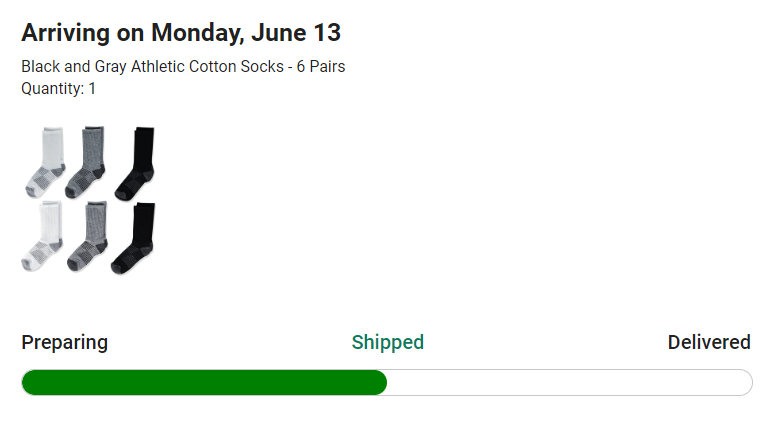 Arriving on Monday, June 13
Black and Gray Athletic Cotton Socks - 6 Pairs
Quantity: 1
Preparing Shipped Delivered